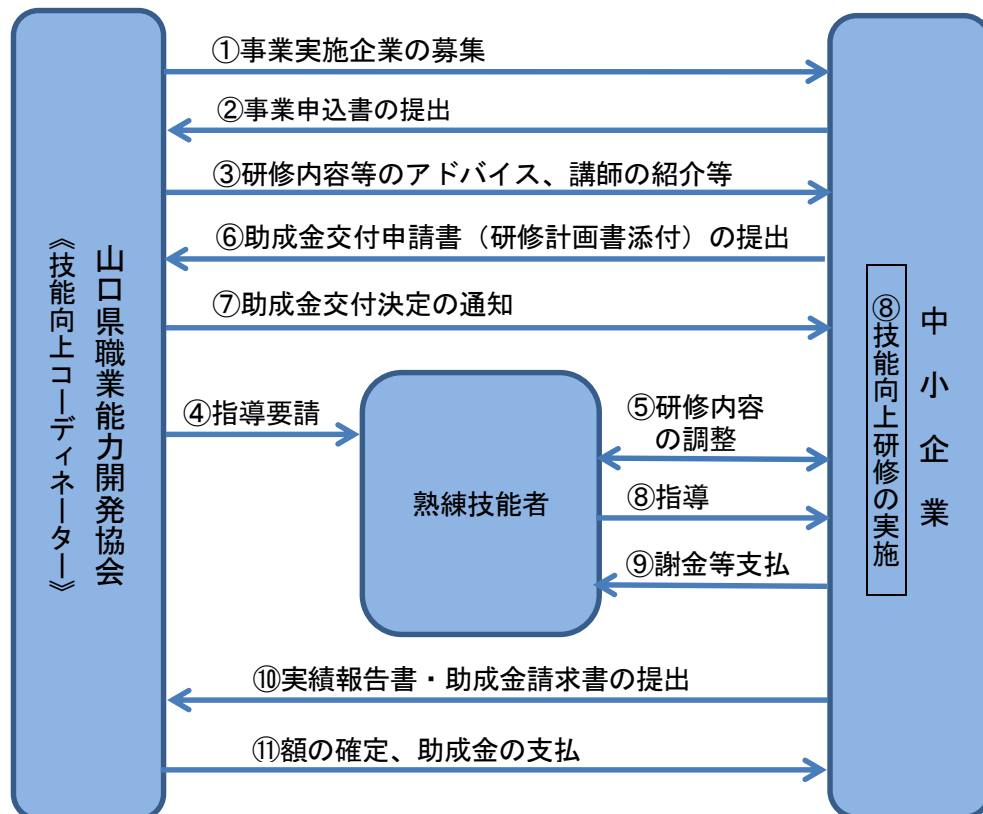 山口県職業能力開発協会
《技能向上コーディネーター》
①事業実施企業の募集
②事業申込書の提出
③研修内容等のアドバイス、講師の紹介等
⑥助成金交付申請書（研修計画書添付）の提出
⑦助成金交付決定の通知
④指導要請
熟練技能者
⑤研修内容
の調整
⑧指導
⑨謝金等支払
⑩実績報告書・助成金請求書の提出
⑪額の確定、助成金の支払
中小企業
⑧技能向上研修の実施